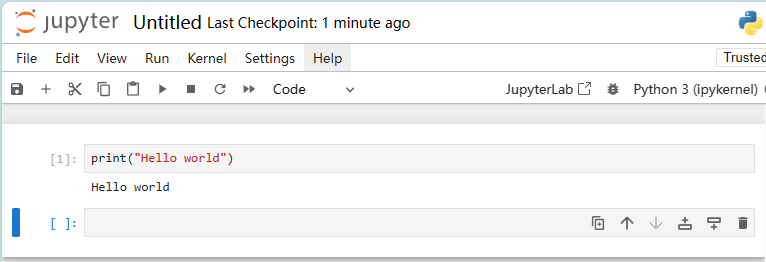 jupyter Untitled Last Checkpoint: 1 minute ago
File Edit View Run Kernel Settings Help Trusted
Code JupyterLab Python 3 (ipykernel)
[1]: print("Hello world")
Hello world
[ ]: